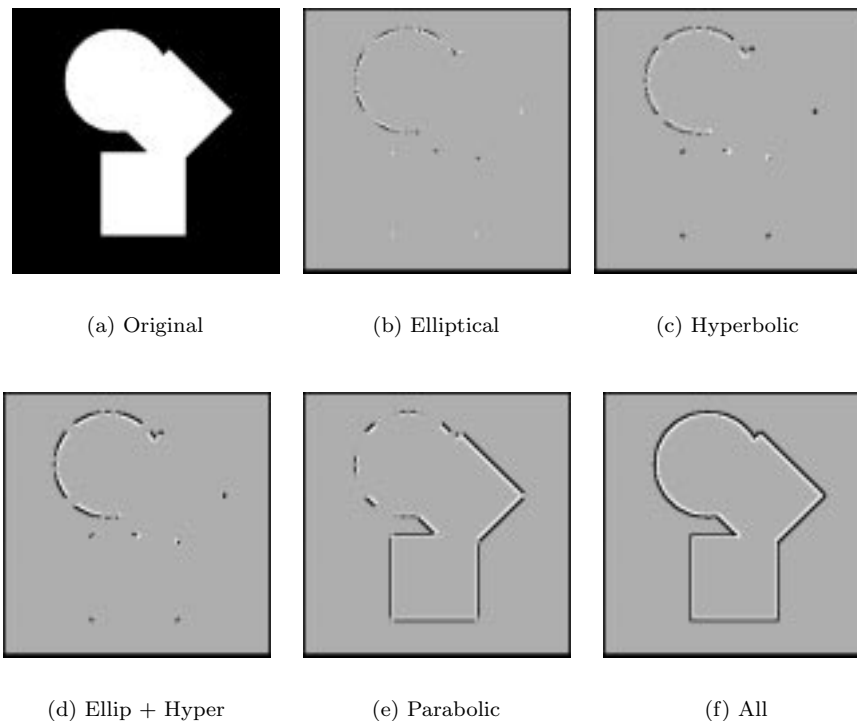 (a) Original
(b) Elliptical
(c) Hyperbolic
(d) Ellip + Hyper
(e) Parabolic
(f) All